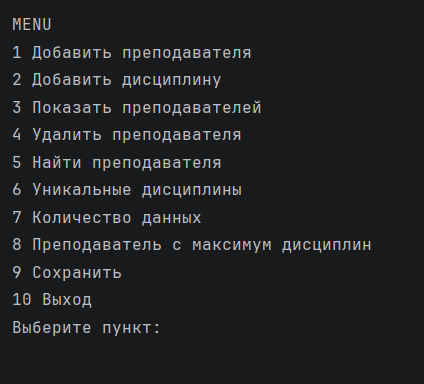 MENU
1 Добавить преподавателя
2 Добавить дисциплину
3 Показать преподавателей
4 Удалить преподавателя
5 Найти преподавателя
6 Уникальные дисциплины
7 Количество данных
8 Преподаватель с максимум дисциплин
9 Сохранить
10 Выход
Выберите пункт: